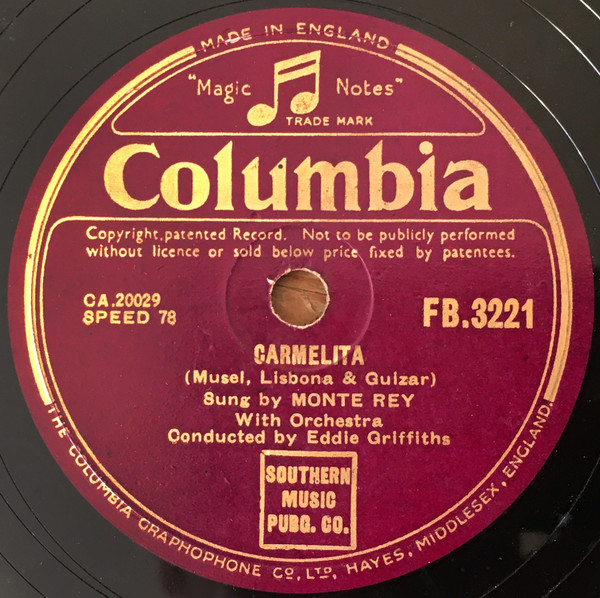 MADE IN ENGLAND
"Magic Notes"
TRADE MARK
Columbia
Copyright, patented Record. Not to be publicly performed
without licence or sold below price fixed by patentees.
CA.20029
SPEED 78
FB.3221
CARMELITA
(Musel, Lisbona & Guizar)
Sung by MONTE REY
With Orchestra
Conducted by Eddie Griffiths
SOUTHERN
MUSIC
PUBG. CO.
THE COLUMBIA GRAPHOPHONE CO., LTD., HAYES, MIDDLESEX, ENGLAND.